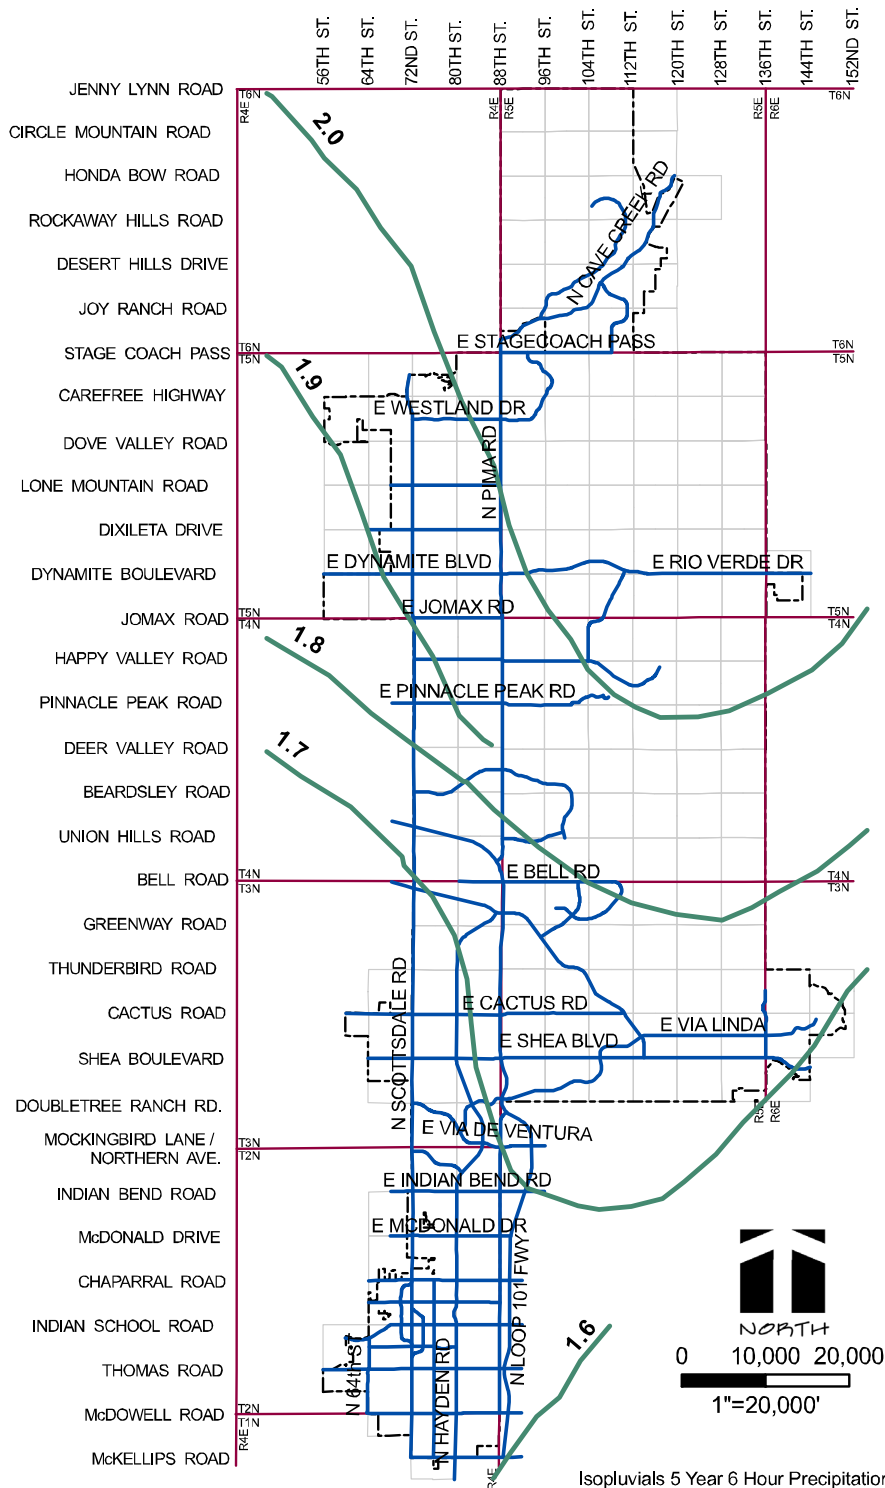 56TH ST.
64TH ST.
72ND ST.
80TH ST.
88TH ST.
96TH ST.
104TH ST.
112TH ST.
120TH ST.
128TH ST.
136TH ST.
144TH ST.
152ND ST.
JENNY LYNN ROAD
T6N
R4E
R4E
R5E
R5E
R6E
T6N
2.0
CIRCLE MOUNTAIN ROAD
HONDA BOW ROAD
N CAVE CREEK RD
ROCKAWAY HILLS ROAD
DESERT HILLS DRIVE
JOY RANCH ROAD
E STAGECOACH PASS
STAGE COACH PASS
T6N
T5N
T6N
T5N
1.9
CAREFREE HIGHWAY
E WESTLAND DR
DOVE VALLEY ROAD
N PIMA RD
LONE MOUNTAIN ROAD
DIXILETA DRIVE
E DYNAMITE BLVD
E RIO VERDE DR
DYNAMITE BOULEVARD
E JOMAX RD
JOMAX ROAD
T5N
T4N
T5N
T4N
1.8
HAPPY VALLEY ROAD
E PINNACLE PEAK RD
PINNACLE PEAK ROAD
1.7
DEER VALLEY ROAD
BEARDSLEY ROAD
UNION HILLS ROAD
E BELL RD
BELL ROAD
T4N
T3N
T4N
T3N
GREENWAY ROAD
THUNDERBIRD ROAD
N SCOTTSDALE RD
E CACTUS RD
CACTUS ROAD
E VIA LINDA
E SHEA BLVD
SHEA BOULEVARD
DOUBLETREE RANCH RD.
R5E
R6E
E VIA DE VENTURA
MOCKINGBIRD LANE /
NORTHERN AVE.
T3N
T2N
E INDIAN BEND RD
INDIAN BEND ROAD
E MCDONALD DR
McDONALD DRIVE
N LOOP 101 FWY
CHAPARRAL ROAD
INDIAN SCHOOL ROAD
1.6
N 64th ST
N HAYDEN RD
THOMAS ROAD
McDOWELL ROAD
T2N
T1N
R4E
McKELLIPS ROAD
R4E
NORTH
0 10,000 20,000
1"=20,000'
Isopluvials 5 Year 6 Hour Precipitation